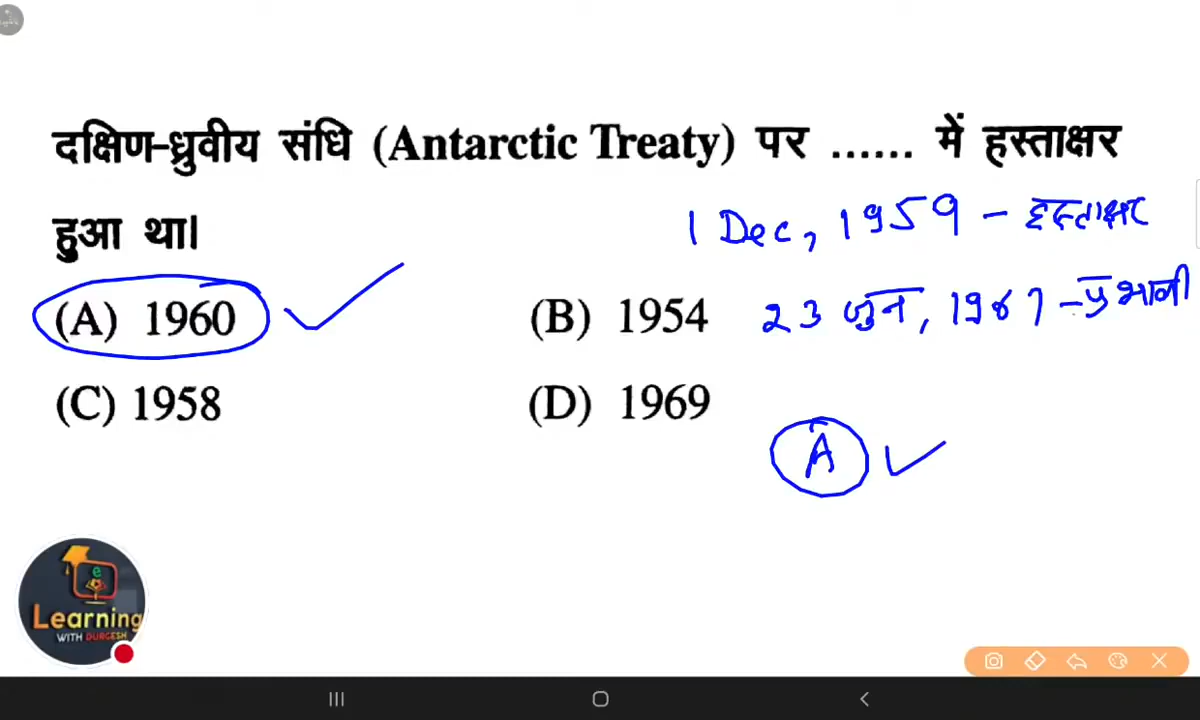 दक्षिण-ध्रुवीय संधि (Antarctic Treaty) पर ...... में हस्ताक्षर
हुआ था।
1 Dec, 1959 - हस्ताक्षर
(A) 1960
(B) 1954
23 जुन, 1961 - प्रभावी
(C) 1958
(D) 1969
A
e
Learning
WITH DURGESH